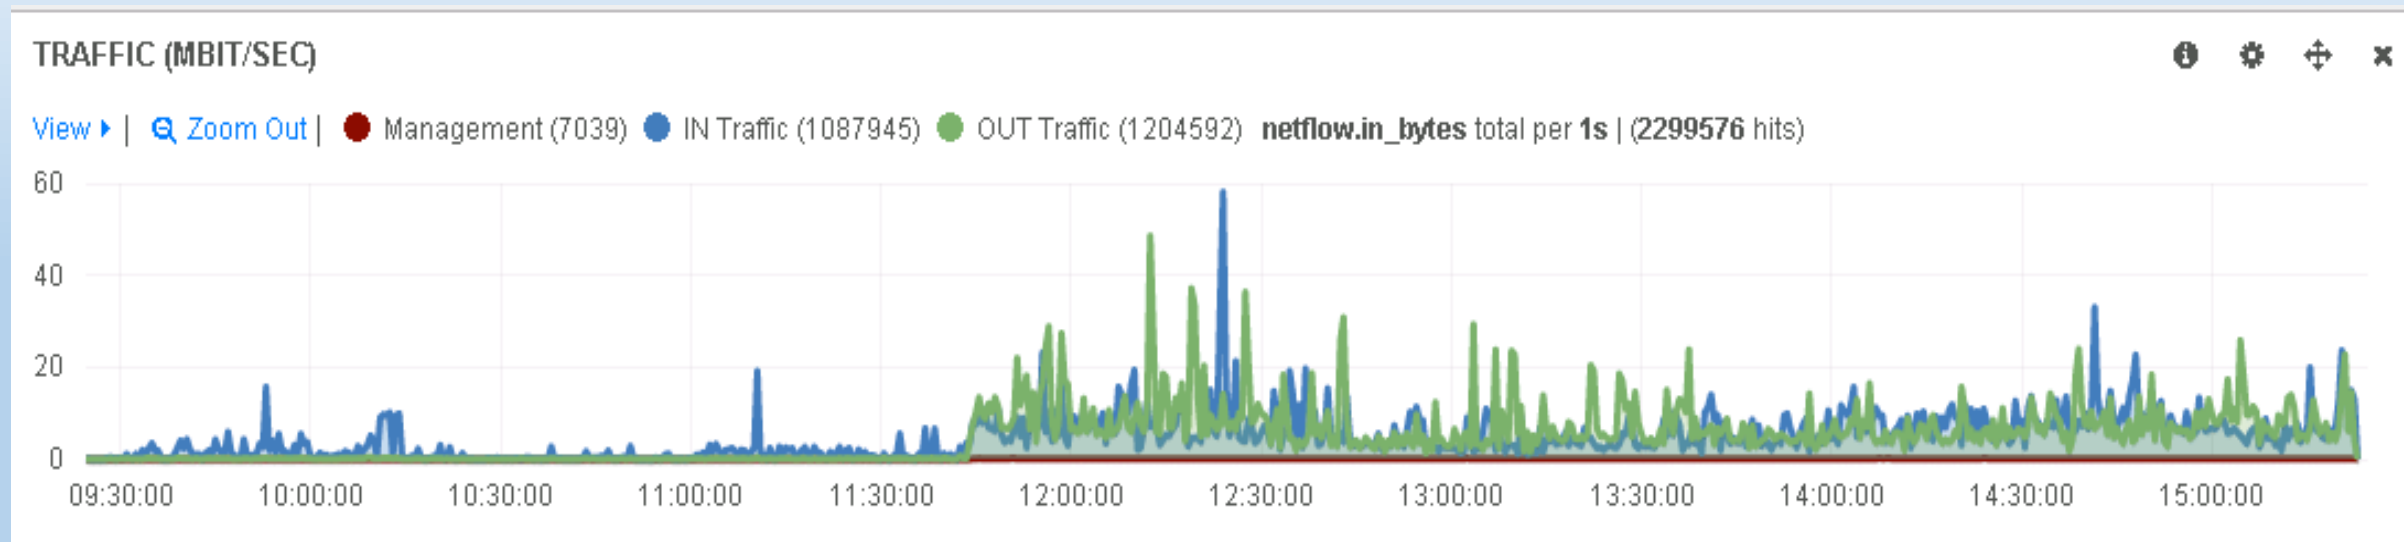 TRAFFIC (MBIT/SEC)
View | Zoom Out | Management (7039) IN Traffic (1087945) OUT Traffic (1204592) netflow.in_bytes total per 1s | (2299576 hits)
60
40
20
0
09:30:00 10:00:00 10:30:00 11:00:00 11:30:00 12:00:00 12:30:00 13:00:00 13:30:00 14:00:00 14:30:00 15:00:00